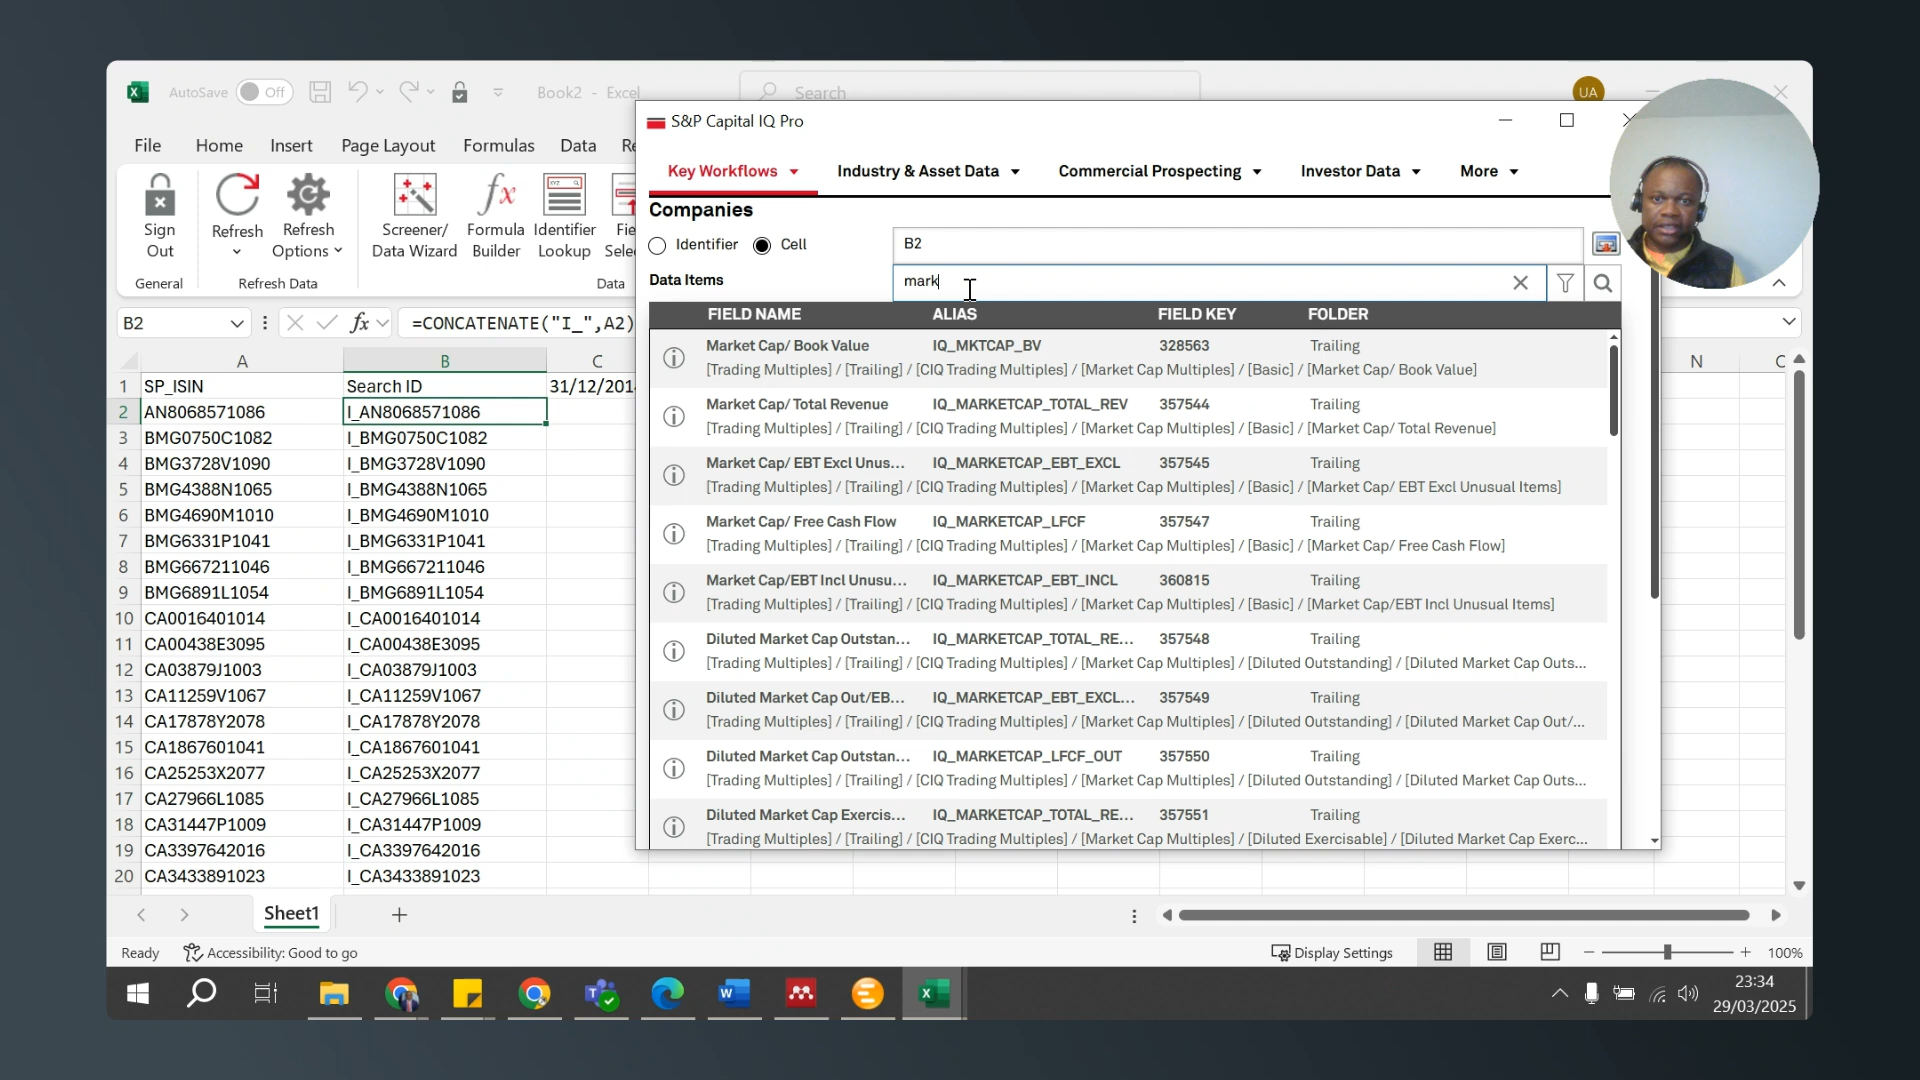 AutoSave Off Book2 - Excel Search UA
S&P Capital IQ Pro
File Home Insert Page Layout Formulas Data
Key Workflows Industry & Asset Data Commercial Prospecting Investor Data More
Companies
Identifier Cell B2
Data Items mark
Sign Out
Refresh
Refresh Options
Screener/ Data Wizard
Formula Builder
Identifier Lookup
General Refresh Data Data
B2 fx =CONCATENATE("I_",A2)
A B C N
1 SP_ISIN Search ID 31/12/201
2 AN8068571086 I_AN8068571086
3 BMG0750C1082 I_BMG0750C1082
4 BMG3728V1090 I_BMG3728V1090
5 BMG4388N1065 I_BMG4388N1065
6 BMG4690M1010 I_BMG4690M1010
7 BMG6331P1041 I_BMG6331P1041
8 BMG667211046 I_BMG667211046
9 BMG6891L1054 I_BMG6891L1054
10 CA0016401014 I_CA0016401014
11 CA00438E3095 I_CA00438E3095
12 CA03879J1003 I_CA03879J1003
13 CA11259V1067 I_CA11259V1067
14 CA17878Y2078 I_CA17878Y2078
15 CA1867601041 I_CA1867601041
16 CA25253X2077 I_CA25253X2077
17 CA27966L1085 I_CA27966L1085
18 CA31447P1009 I_CA31447P1009
19 CA3397642016 I_CA3397642016
20 CA3433891023 I_CA3433891023
FIELD NAME ALIAS FIELD KEY FOLDER
Market Cap/ Book Value IQ_MKTCAP_BV 328563 Trailing
[Trading Multiples] / [Trailing] / [CIQ Trading Multiples] / [Market Cap Multiples] / [Basic] / [Market Cap/ Book Value]
Market Cap/ Total Revenue IQ_MARKETCAP_TOTAL_REV 357544 Trailing
[Trading Multiples] / [Trailing] / [CIQ Trading Multiples] / [Market Cap Multiples] / [Basic] / [Market Cap/ Total Revenue]
Market Cap/ EBT Excl Unus... IQ_MARKETCAP_EBT_EXCL 357545 Trailing
[Trading Multiples] / [Trailing] / [CIQ Trading Multiples] / [Market Cap Multiples] / [Basic] / [Market Cap/ EBT Excl Unusual Items]
Market Cap/ Free Cash Flow IQ_MARKETCAP_LFCF 357547 Trailing
[Trading Multiples] / [Trailing] / [CIQ Trading Multiples] / [Market Cap Multiples] / [Basic] / [Market Cap/ Free Cash Flow]
Market Cap/EBT Incl Unusu... IQ_MARKETCAP_EBT_INCL 360815 Trailing
[Trading Multiples] / [Trailing] / [CIQ Trading Multiples] / [Market Cap Multiples] / [Basic] / [Market Cap/EBT Incl Unusual Items]
Diluted Market Cap Outstan... IQ_MARKETCAP_TOTAL_RE... 357548 Trailing
[Trading Multiples] / [Trailing] / [CIQ Trading Multiples] / [Market Cap Multiples] / [Diluted Outstanding] / [Diluted Market Cap Outs...
Diluted Market Cap Out/EB... IQ_MARKETCAP_EBT_EXCL... 357549 Trailing
[Trading Multiples] / [Trailing] / [CIQ Trading Multiples] / [Market Cap Multiples] / [Diluted Outstanding] / [Diluted Market Cap Out/...
Diluted Market Cap Outstan... IQ_MARKETCAP_LFCF_OUT 357550 Trailing
[Trading Multiples] / [Trailing] / [CIQ Trading Multiples] / [Market Cap Multiples] / [Diluted Outstanding] / [Diluted Market Cap Outs...
Diluted Market Cap Exercis... IQ_MARKETCAP_TOTAL_RE... 357551 Trailing
[Trading Multiples] / [Trailing] / [CIQ Trading Multiples] / [Market Cap Multiples] / [Diluted Exercisable] / [Diluted Market Cap Exerc...
Sheet1
Ready Accessibility: Good to go Display Settings 100%
23:34
29/03/2025